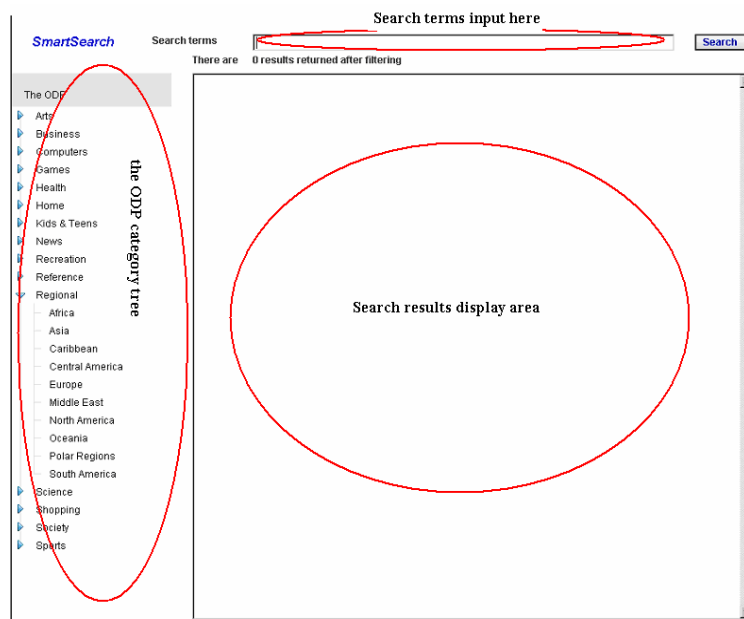 Search terms input here
SmartSearch Search terms Search
There are 0 results returned after filtering
The ODP
Arts
Business
Computers
Games
Health
Home
Kids & Teens
News
Recreation
Reference
Regional
Africa
Asia
Caribbean
Central America
Europe
Middle East
North America
Oceania
Polar Regions
South America
Science
Shopping
Society
Sports
the ODP category tree
Search results display area